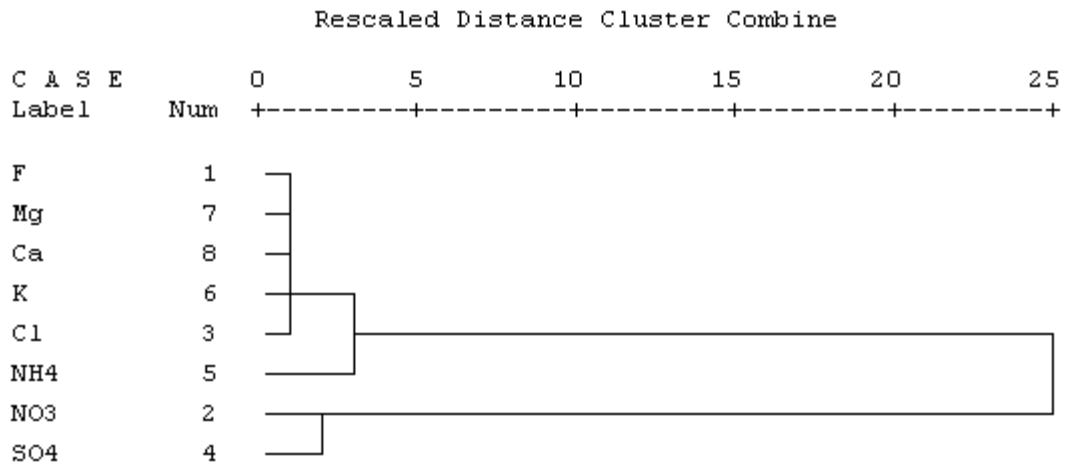 Rescaled Distance Cluster Combine
C A S E 0 5 10 15 20 25
Label Num +---------+---------+---------+---------+---------+
F 1
Mg 7
Ca 8
K 6
Cl 3
NH4 5
NO3 2
SO4 4